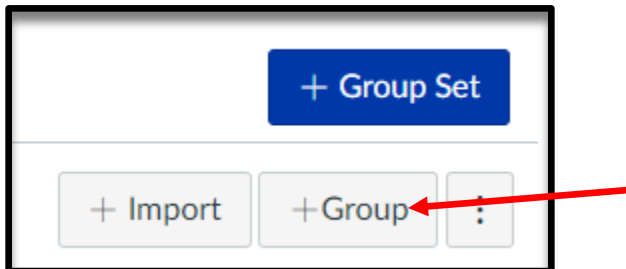 + Group Set
+ Import +Group ⋮